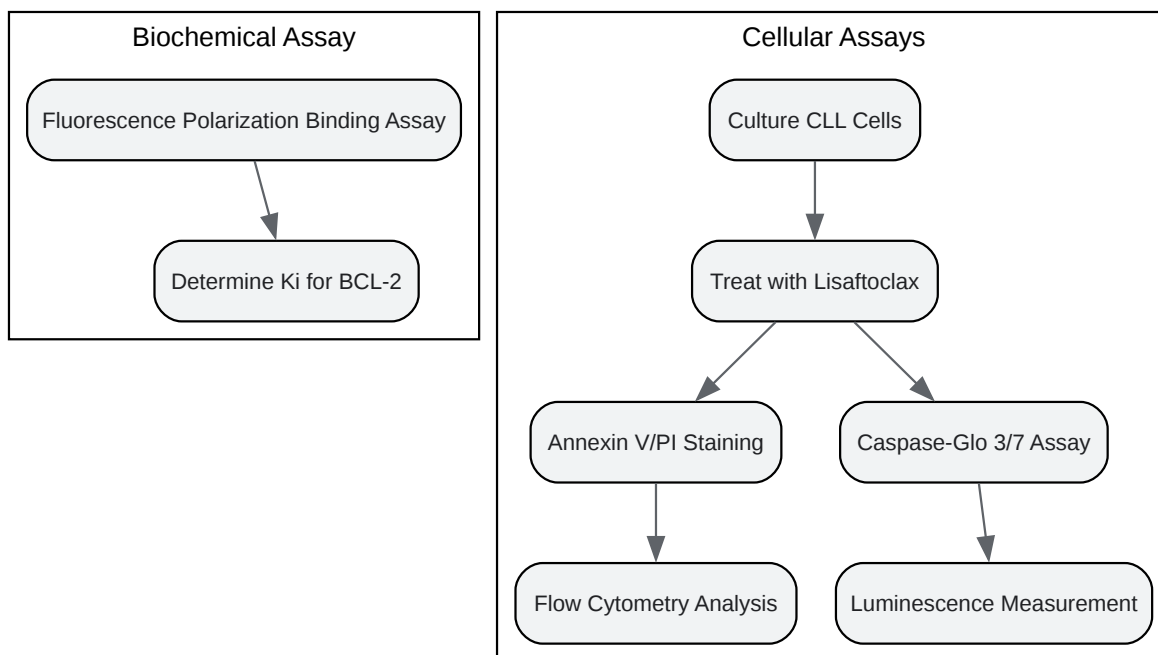 Biochemical Assay
Fluorescence Polarization Binding Assay
Determine Ki for BCL-2
Cellular Assays
Culture CLL Cells
Treat with Lisaftoclax
Annexin V/PI Staining
Caspase-Glo 3/7 Assay
Flow Cytometry Analysis
Luminescence Measurement